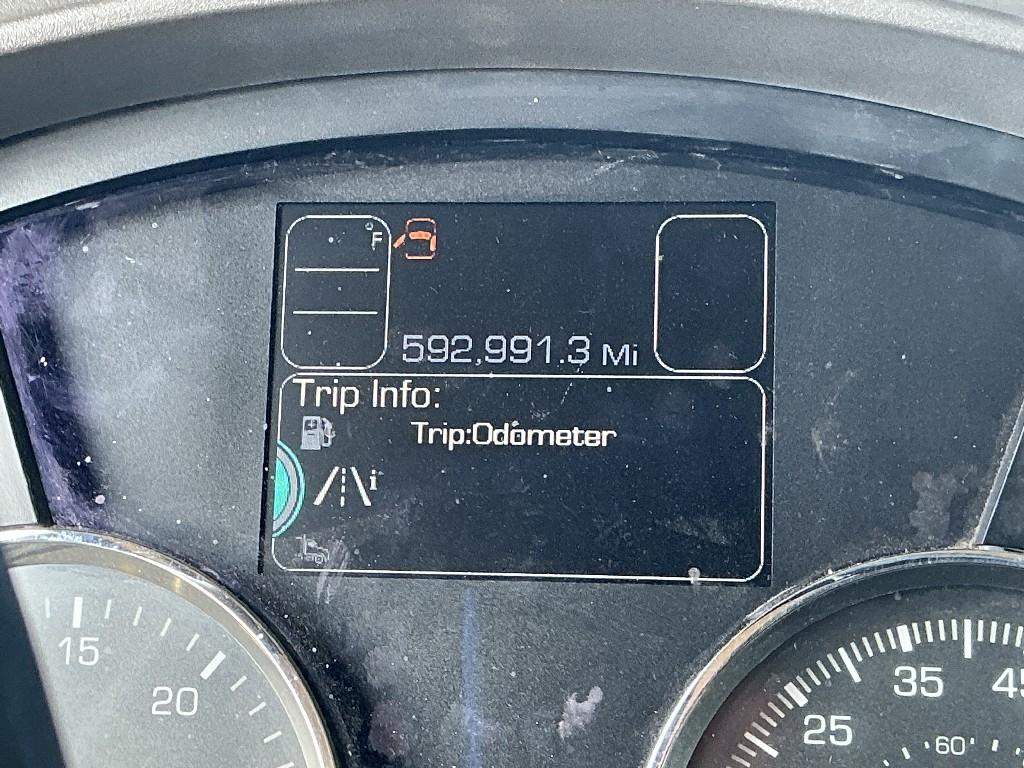 °F
592,991.3 Mi
Trip Info:
Trip:Odometer
i
15
20
25
35
45
60